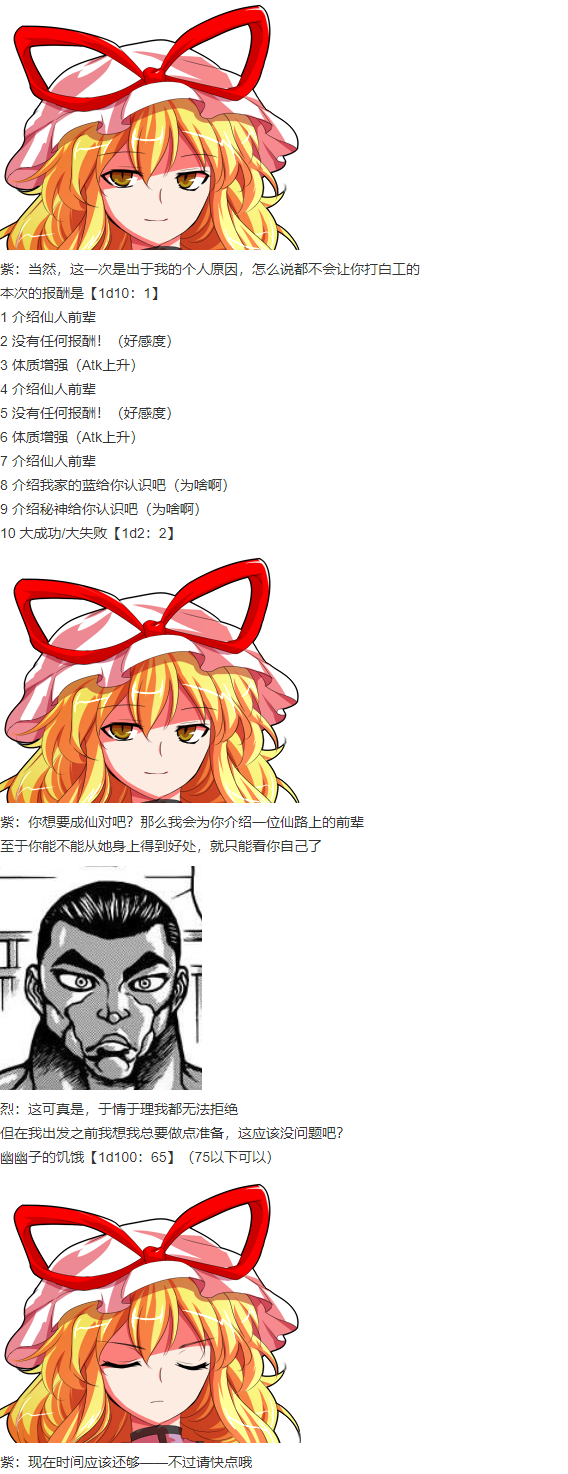 紫：当然，这一次是出于我的个人原因，怎么说都不会让你打白工的
本次的报酬是【1d10：1】
1 介绍仙人前辈
2 没有任何报酬！（好感度）
3 体质增强（Atk上升）
4 介绍仙人前辈
5 没有任何报酬！（好感度）
6 体质增强（Atk上升）
7 介绍仙人前辈
8 介绍我家的蓝给你认识吧（为啥啊）
9 介绍秘神给你认识吧（为啥啊）
10 大成功/大失败【1d2：2】
紫：你想要成仙对吧？那么我会为你介绍一位仙路上的前辈
至于你能不能从她身上得到好处，就只能看你自己了
烈：这可真是，于情于理我都无法拒绝
但在我出发之前我想我总要做点准备，这应该没问题吧？
幽幽子的饥饿【1d100：65】（75以下可以）
紫：现在时间应该还够——不过请快点哦